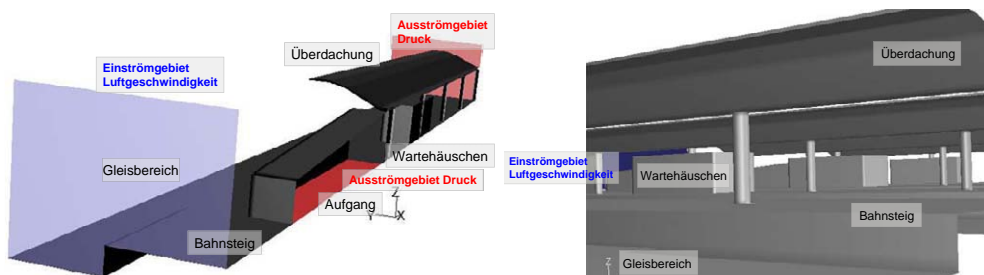 Ausströmgebiet
Druck
Überdachung
Einströmgebiet
Luftgeschwindigkeit
Gleisbereich
Wartehäuschen
Ausströmgebiet Druck
Aufgang
Z
Y
X
Bahnsteig
Überdachung
Einströmgebiet
Luftgeschwindigkeit
Wartehäuschen
Bahnsteig
Z
Gleisbereich